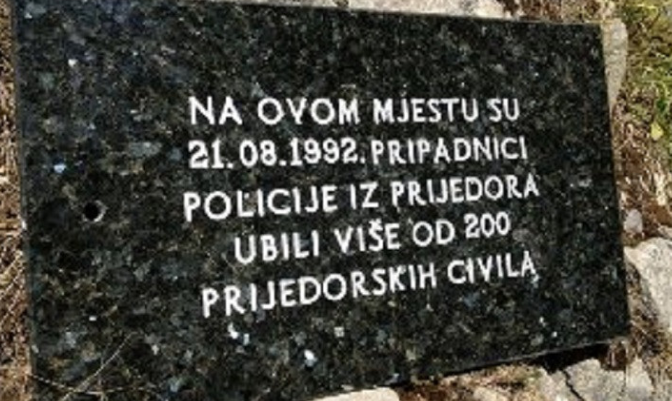 NA OVOM MJESTU SU
21.08.1992. PRIPADNICI
POLICIJE IZ PRIJEDORA
UBILI VIŠE OD 200
PRIJEDORSKIH CIVILA